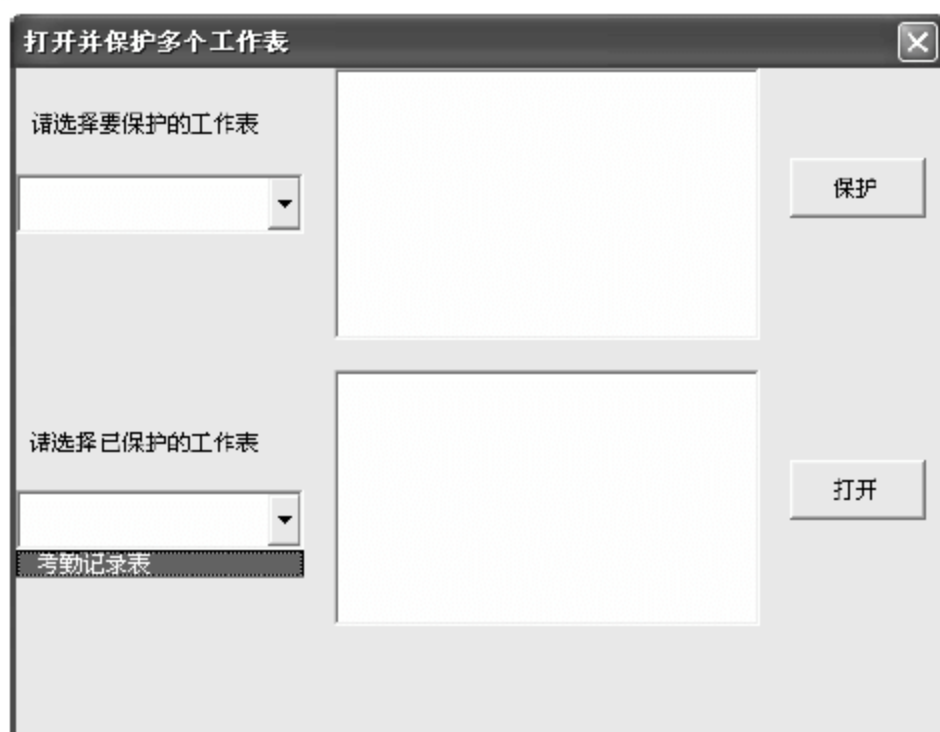 打开并保护多个工作表
请选择要保护的工作表
保护
请选择已保护的工作表
打开
考勤记录表